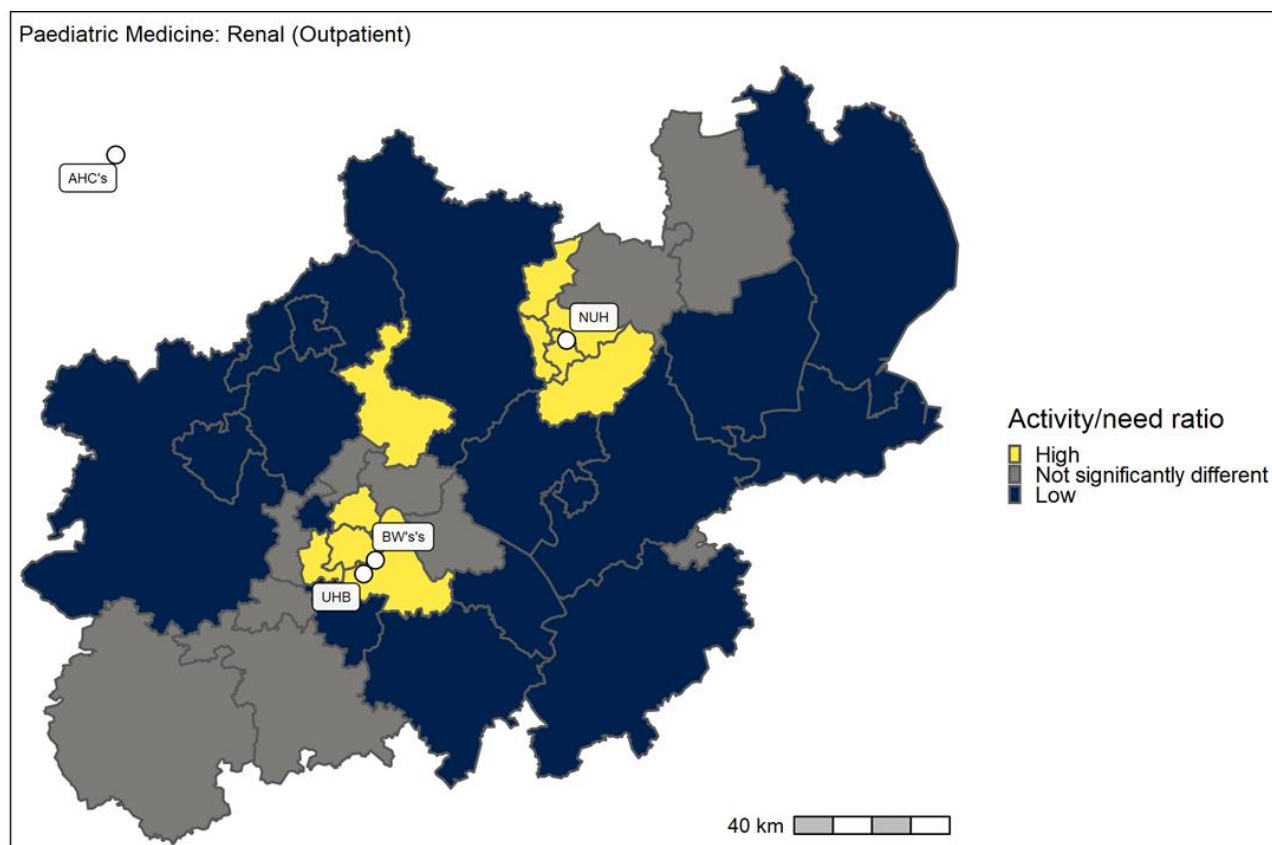 Paediatric Medicine: Renal (Outpatient)
AHC's
NUH
Activity/need ratio
High
Not significantly different
Low
BW's's
UHB
40 km